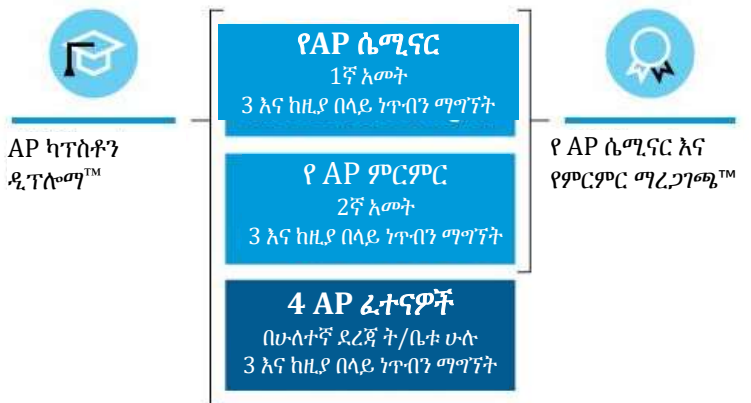 AP ካፕስቶን
ዲፕሎማ™
የAP ሴሚናር
1ኛ አመት
3 እና ከዚያ በላይ ነጥብን ማግኘት
የ AP ምርምር
2ኛ አመት
3 እና ከዚያ በላይ ነጥብን ማግኘት
4 AP ፈተናዎች
በሁለተኛ ደረጃ ት/ቤቱ ሁሉ
3 እና ከዚያ በላይ ነጥብን ማግኘት
የ AP ሴሚናር እና
የምርምር ማረጋገጫ™